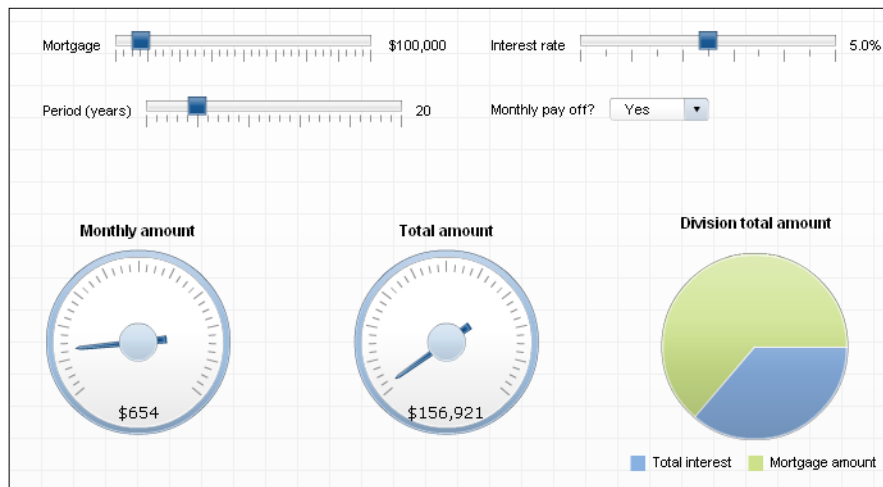 Mortgage $100,000 Interest rate 5.0%
Period (years) 20 Monthly pay off? Yes
Monthly amount Total amount Division total amount
$654 $156,921
Total interest Mortgage amount